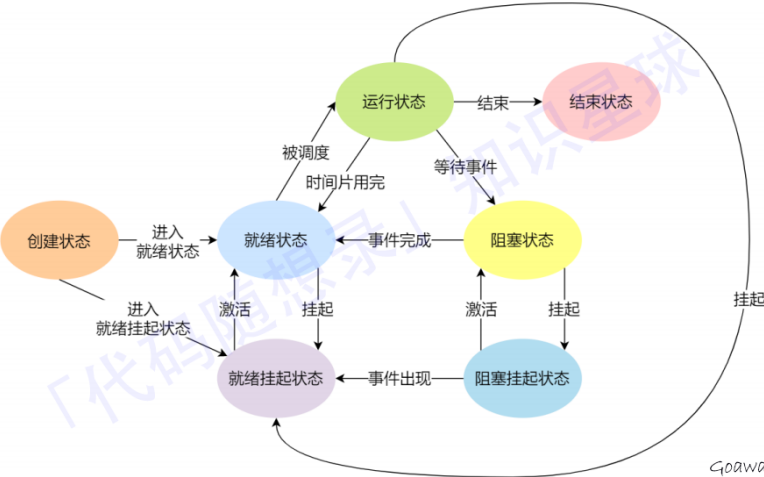 运行状态
结束
结束状态
被调度
时间片用完
等待事件
创建状态
进入
就绪状态
就绪状态
事件完成
阻塞状态
进入
就绪挂起状态
激活
挂起
激活
挂起
挂起
就绪挂起状态
事件出现
阻塞挂起状态
「代码随想录」知识星球
Goawa